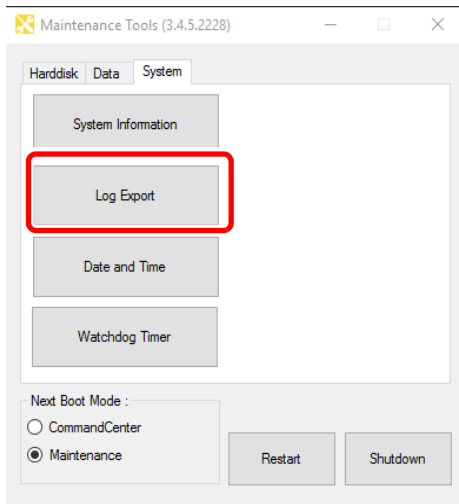 Maintenance Tools (3.4.5.2228)
Harddisk Data System
System Information
Log Export
Date and Time
Watchdog Timer
Next Boot Mode :
CommandCenter
Maintenance
Restart Shutdown